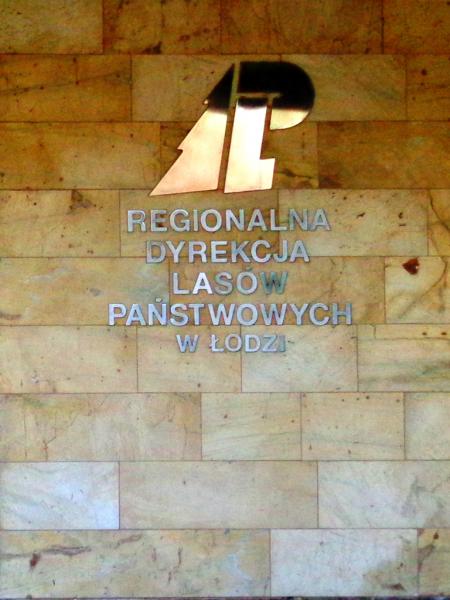 REGIONALNA
DYREKCJA
LASÓW
PAŃSTWOWYCH
W ŁODZI